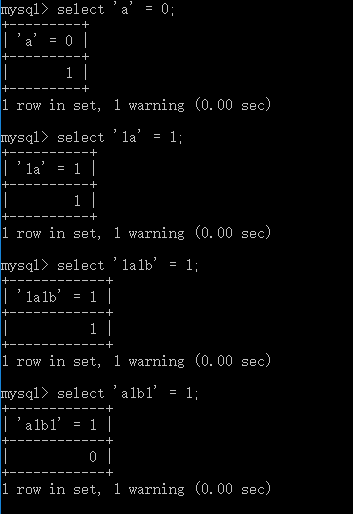 mysql> select 'a' = 0;
+---------+
| 'a' = 0 |
+---------+
|       1 |
+---------+
1 row in set, 1 warning (0.00 sec)
mysql> select '1a' = 1;
+----------+
| '1a' = 1 |
+----------+
|        1 |
+----------+
1 row in set, 1 warning (0.00 sec)
mysql> select '1a1b' = 1;
+------------+
| '1a1b' = 1 |
+------------+
|          1 |
+------------+
1 row in set, 1 warning (0.00 sec)
mysql> select 'a1b1' = 1;
+------------+
| 'a1b1' = 1 |
+------------+
|          0 |
+------------+
1 row in set, 1 warning (0.00 sec)